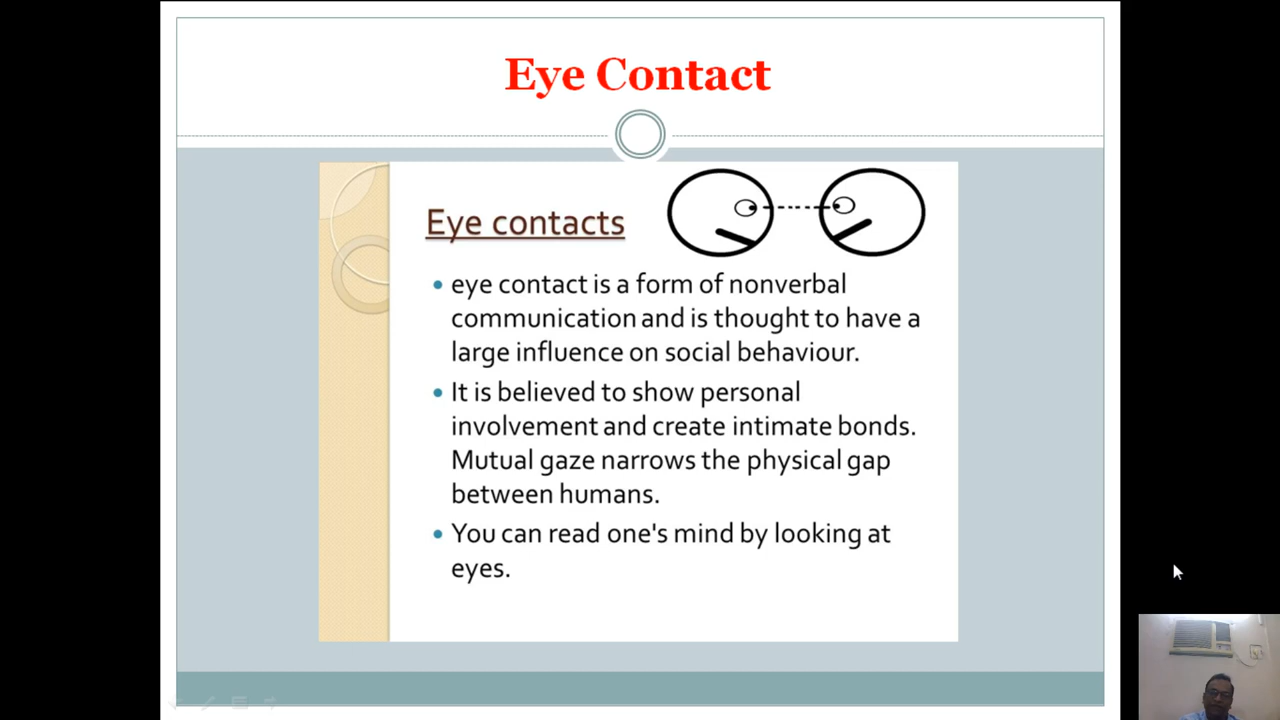 Eye Contact
Eye contacts
eye contact is a form of nonverbal
communication and is thought to have a
large influence on social behaviour.
It is believed to show personal
involvement and create intimate bonds.
Mutual gaze narrows the physical gap
between humans.
You can read one's mind by looking at
eyes.